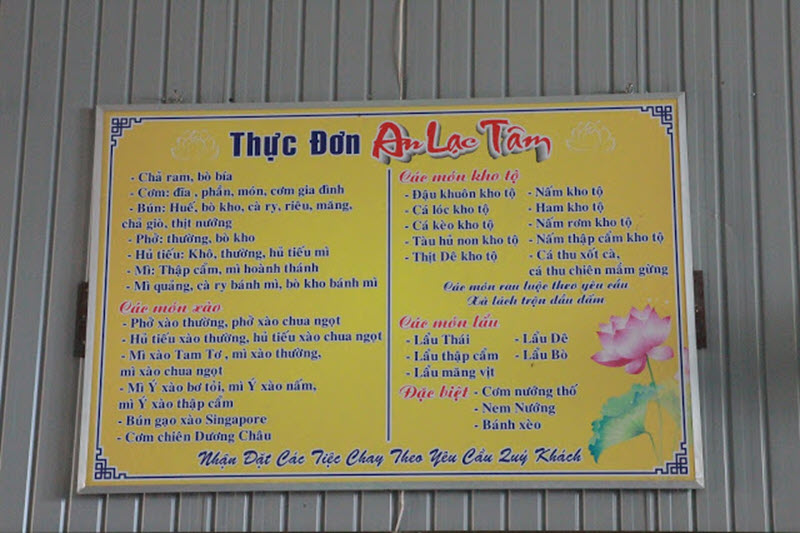 Thực Đơn An Lạc Tâm
- Chả ram, bò bía
- Cơm: đĩa , phần, món, cơm gia đình
- Bún: Huế, bò kho, cà ry, riêu, măng,
chả giò, thịt nướng
- Phở: thường, bò kho
- Hủ tiếu: Khô, thường, hủ tiếu mì
- Mì: Thập cẩm, mì hoành thánh
- Mì quảng, cà ry bánh mì, bò kho bánh mì
Các món xào
- Phở xào thường, phở xào chua ngọt
- Hủ tiếu xào thường, hủ tiếu xào chua ngọt
- Mì xào Tam Tơ , mì xào thường,
mì xào chua ngọt
- Mì Ý xào bơ tỏi, mì Ý xào nấm,
mì Ý xào thập cẩm
- Bún gạo xào Singapore
- Cơm chiên Dương Châu
Các món kho tộ
- Đậu khuôn kho tộ
- Cá lóc kho tộ
- Cá kèo kho tộ
- Tàu hủ non kho tộ
- Thịt Dê kho tộ
- Nấm kho tộ
- Ham kho tộ
- Nấm rơm kho tộ
- Nấm thập cẩm kho tộ
- Cá thu xốt cà,
cá thu chiên mắm gừng
Các món rau luộc theo yêu cầu
Xà lách trộn dầu dấm
Các món lẩu
- Lẩu Thái
- Lẩu thập cẩm
- Lẩu măng vịt
- Lẩu Dê
- Lẩu Bò
Đặc biệt - Cơm nướng thố
- Nem Nướng
- Bánh xèo
Nhận Đặt Các Tiệc Chay Theo Yêu Cầu Quý Khách